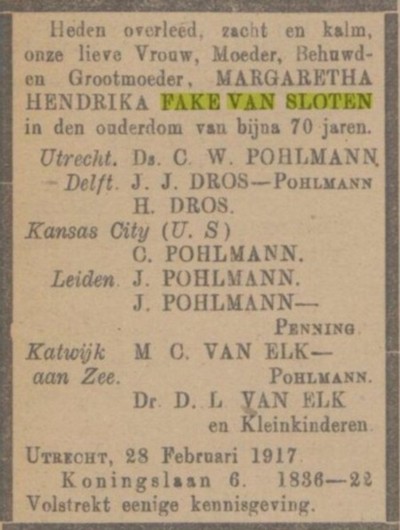 Heden overleed, zacht en kalm,
onze lieve Vrouw, Moeder, Behuwd-
en Grootmoeder, MARGARETHA
HENDRIKA FAKE VAN SLOTEN
in den ouderdom van bijna 70 jaren.
Utrecht. Ds. C. W. POHLMANN.
Delft. J. J. DROS—POHLMANN
H. DROS.
Kansas City (U. S)
C. POHLMANN.
Leiden J. POHLMANN.
J. POHLMANN—
PENNING
Katwijk M C. VAN ELK—
aan Zee. POHLMANN.
Dr. D. L VAN ELK
en Kleinkinderen
UTRECHT, 28 Februari 1917
Koningslaan 6. 1836—22
Volstrekt eenige kennisgeving.